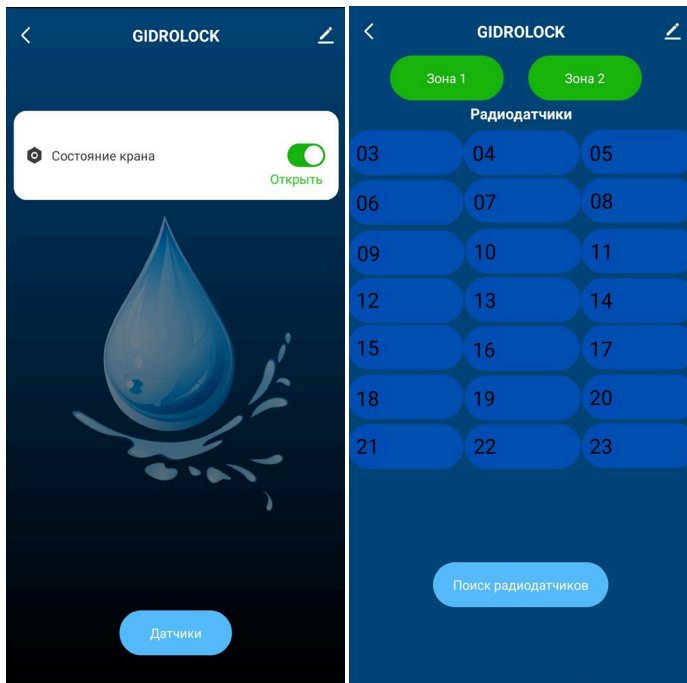 GIDROLOCK
Состояние крана
Открыть
Датчики
GIDROLOCK
Зона 1 Зона 2
Радиодатчики
03 04 05
06 07 08
09 10 11
12 13 14
15 16 17
18 19 20
21 22 23
Поиск радиодатчиков